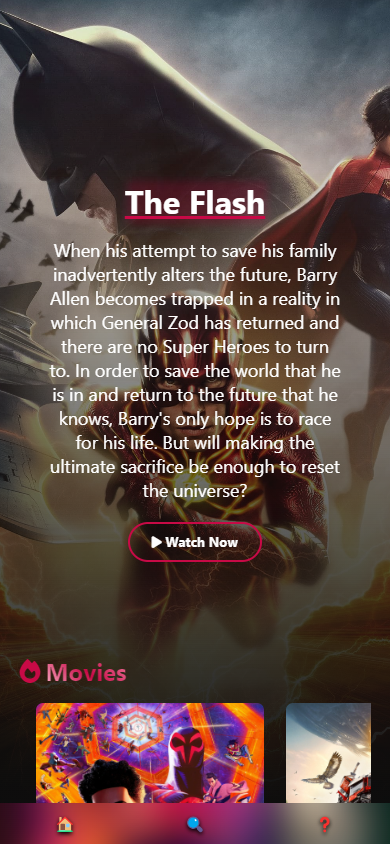 The Flash
When his attempt to save his family
inadvertently alters the future, Barry
Allen becomes trapped in a reality in
which General Zod has returned and
there are no Super Heroes to turn
to. In order to save the world that he
is in and return to the future that he
knows, Barry's only hope is to race
for his life. But will making the
ultimate sacrifice be enough to reset
the universe?
Watch Now
Movies